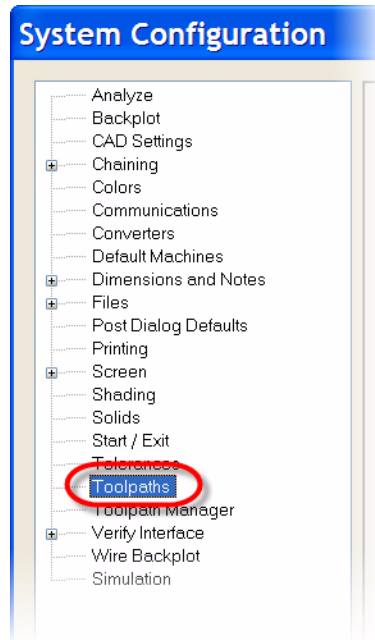 System Configuration
Analyze
Backplot
CAD Settings
Chaining
Colors
Communications
Converters
Default Machines
Dimensions and Notes
Files
Post Dialog Defaults
Printing
Screen
Shading
Solids
Start / Exit
Tolerances
Toolpaths
Toolpath Manager
Verify Interface
Wire Backplot
Simulation